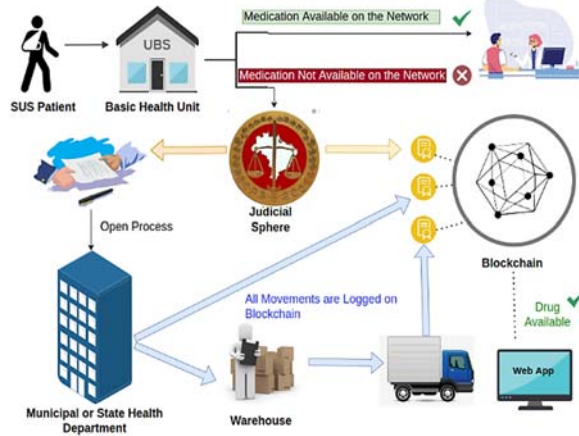 Medication Available on the Network
UBS
Medication Not Available on the Network
SUS Patient
Basic Health Unit
Judicial
Sphere
Open Process
Blockchain
All Movements are Logged on
Blockchain
Drug
Available
Web App
Municipal or State Health
Department
Warehouse